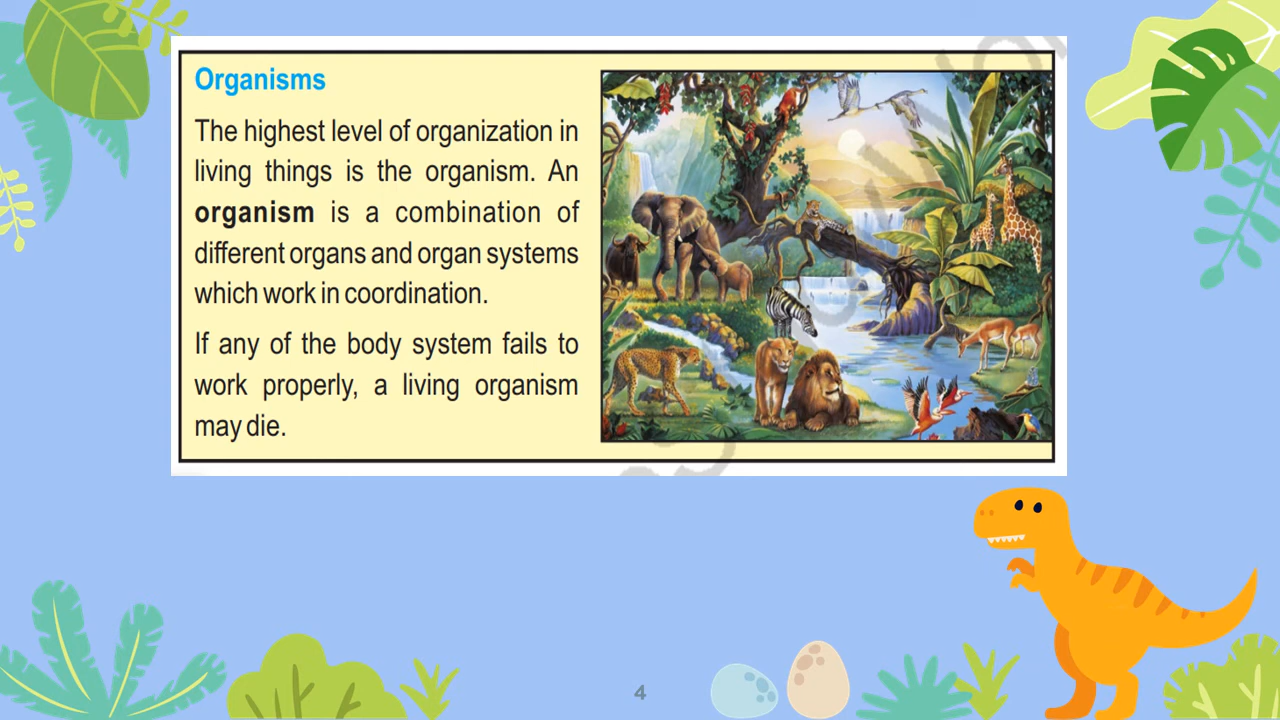 Organisms
The highest level of organization in
living things is the organism. An
organism is a combination of
different organs and organ systems
which work in coordination.
If any of the body system fails to
work properly, a living organism
may die.
4